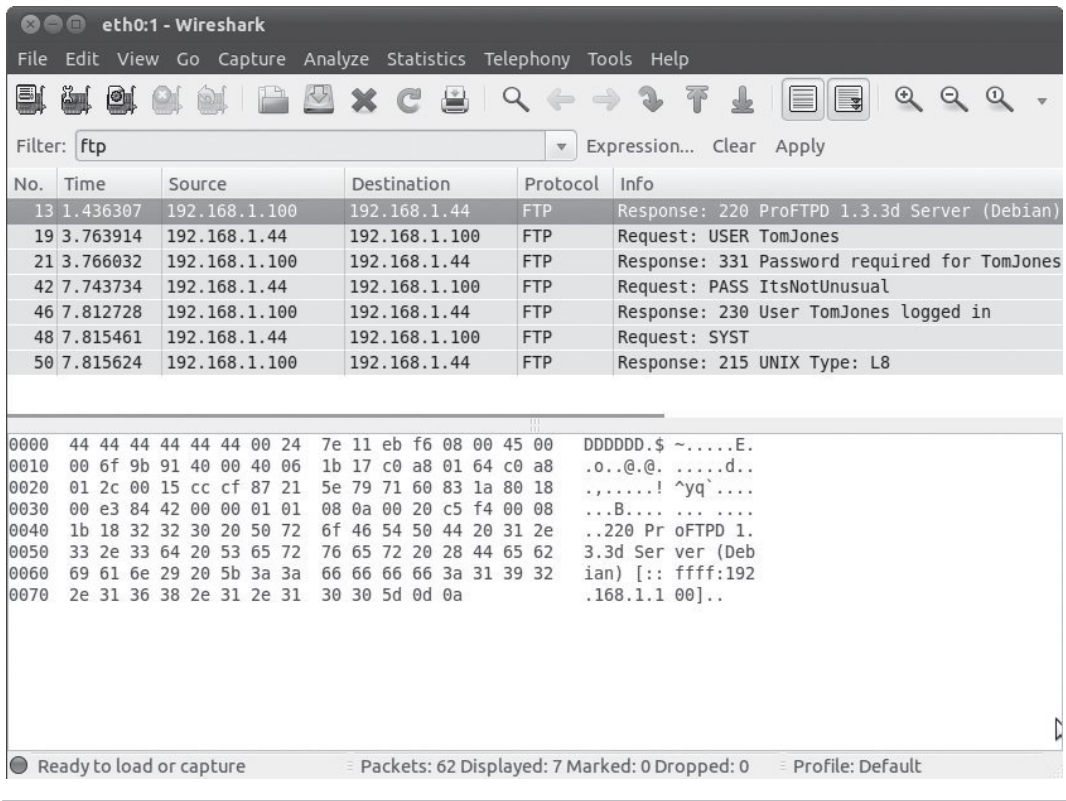 eth0:1 - Wireshark
File Edit View Go Capture Analyze Statistics Telephony Tools Help
Filter: ftp Expression... Clear Apply
No. Time Source Destination Protocol Info
13 1.436307 192.168.1.100 192.168.1.44 FTP Response: 220 ProFTPD 1.3.3d Server (Debian)
19 3.763914 192.168.1.44 192.168.1.100 FTP Request: USER TomJones
21 3.766032 192.168.1.100 192.168.1.44 FTP Response: 331 Password required for TomJones
42 7.743734 192.168.1.44 192.168.1.100 FTP Request: PASS ItsNotUnusual
46 7.812728 192.168.1.100 192.168.1.44 FTP Response: 230 User TomJones logged in
48 7.815461 192.168.1.44 192.168.1.100 FTP Request: SYST
50 7.815624 192.168.1.100 192.168.1.44 FTP Response: 215 UNIX Type: L8
0000 44 44 44 44 44 44 00 24 7e 11 eb f6 08 00 45 00 DDDDDD.$ ~.....E.
0010 00 6f 9b 91 40 00 40 06 1b 17 c0 a8 01 64 c0 a8 .o..@.@. .....d..
0020 01 2c 00 15 cc cf 87 21 5e 79 71 60 83 1a 80 18 .,.....! ^yq`....
0030 00 e3 84 42 00 00 01 01 08 0a 00 20 c5 f4 00 08 ...B.... ... ....
0040 1b 18 32 32 30 20 50 72 6f 46 54 50 44 20 31 2e ..220 Pr oFTPD 1.
0050 33 2e 33 64 20 53 65 72 76 65 72 20 28 44 65 62 3.3d Ser ver (Deb
0060 69 61 6e 29 20 5b 3a 3a 66 66 66 66 3a 31 39 32 ian) [:: ffff:192
0070 2e 31 36 38 2e 31 2e 31 30 30 5d 0d 0a .168.1.1 00]..
Ready to load or capture Packets: 62 Displayed: 7 Marked: 0 Dropped: 0 Profile: Default